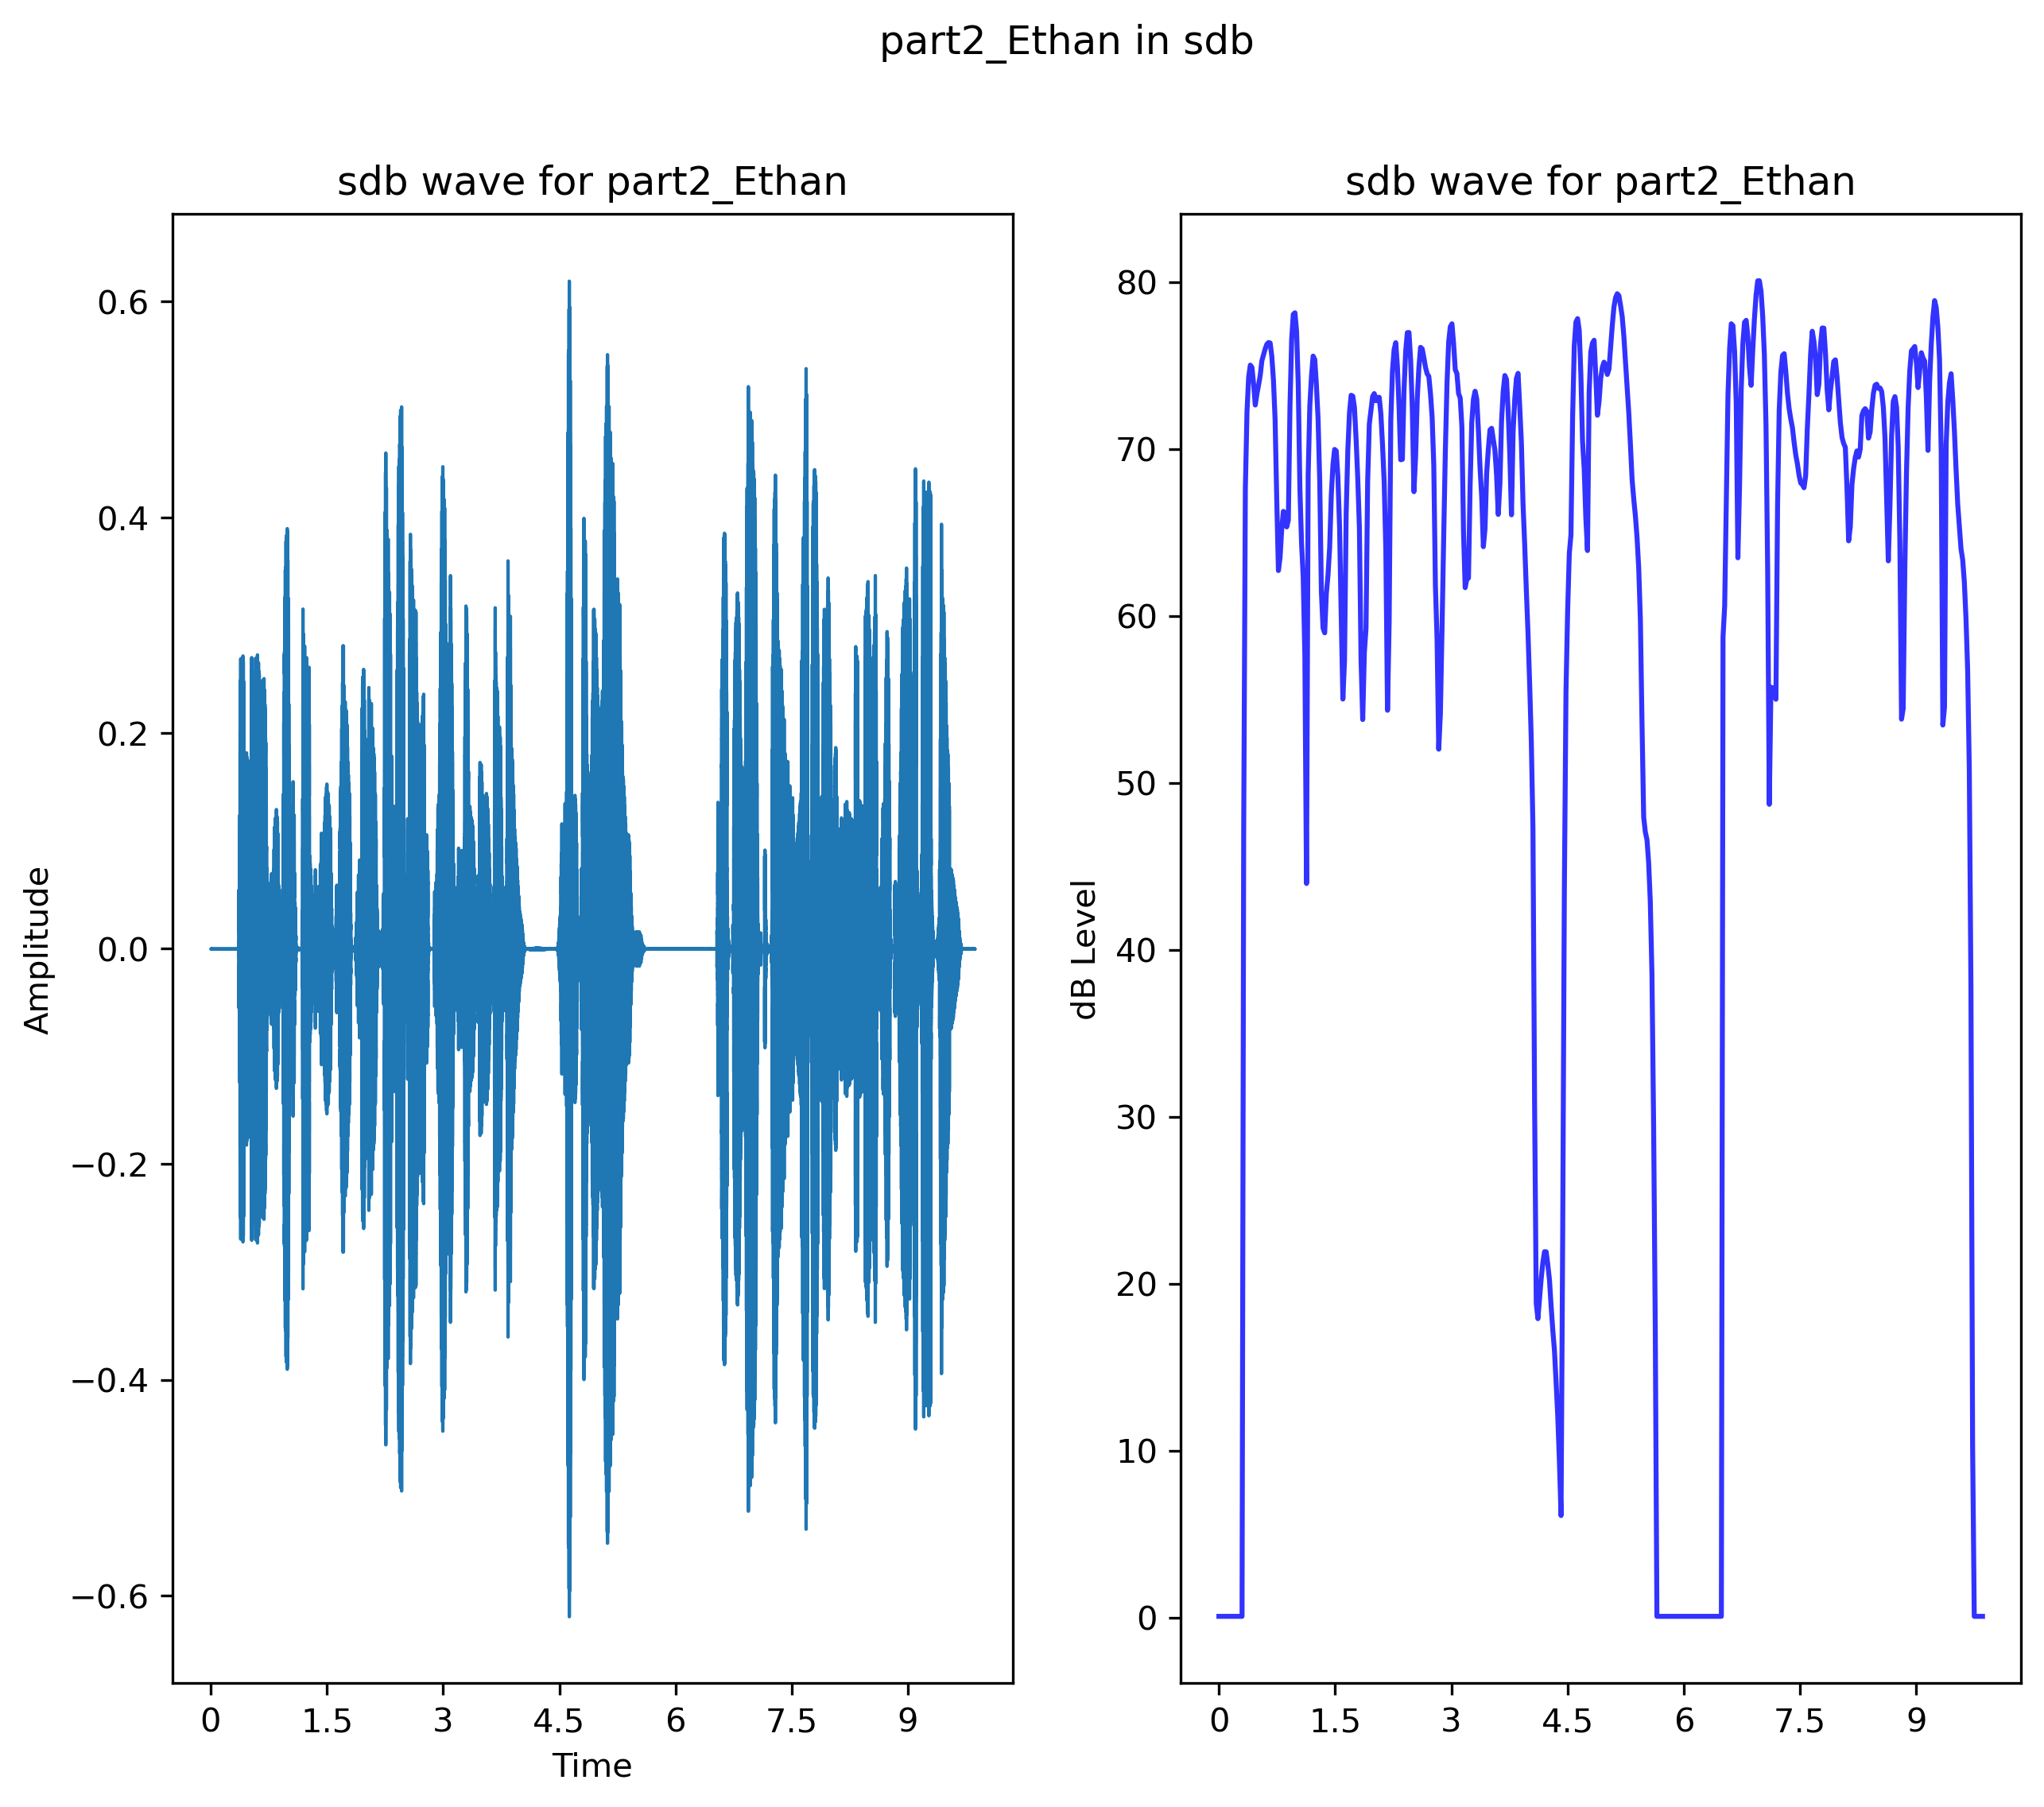 part2_Ethan in sdb
sdb wave for part2_Ethan
Amplitude
0.6
0.4
0.2
0.0
−0.2
−0.4
−0.6
0 1.5 3 4.5 6 7.5 9
Time
sdb wave for part2_Ethan
dB Level
80
70
60
50
40
30
20
10
0
0 1.5 3 4.5 6 7.5 9